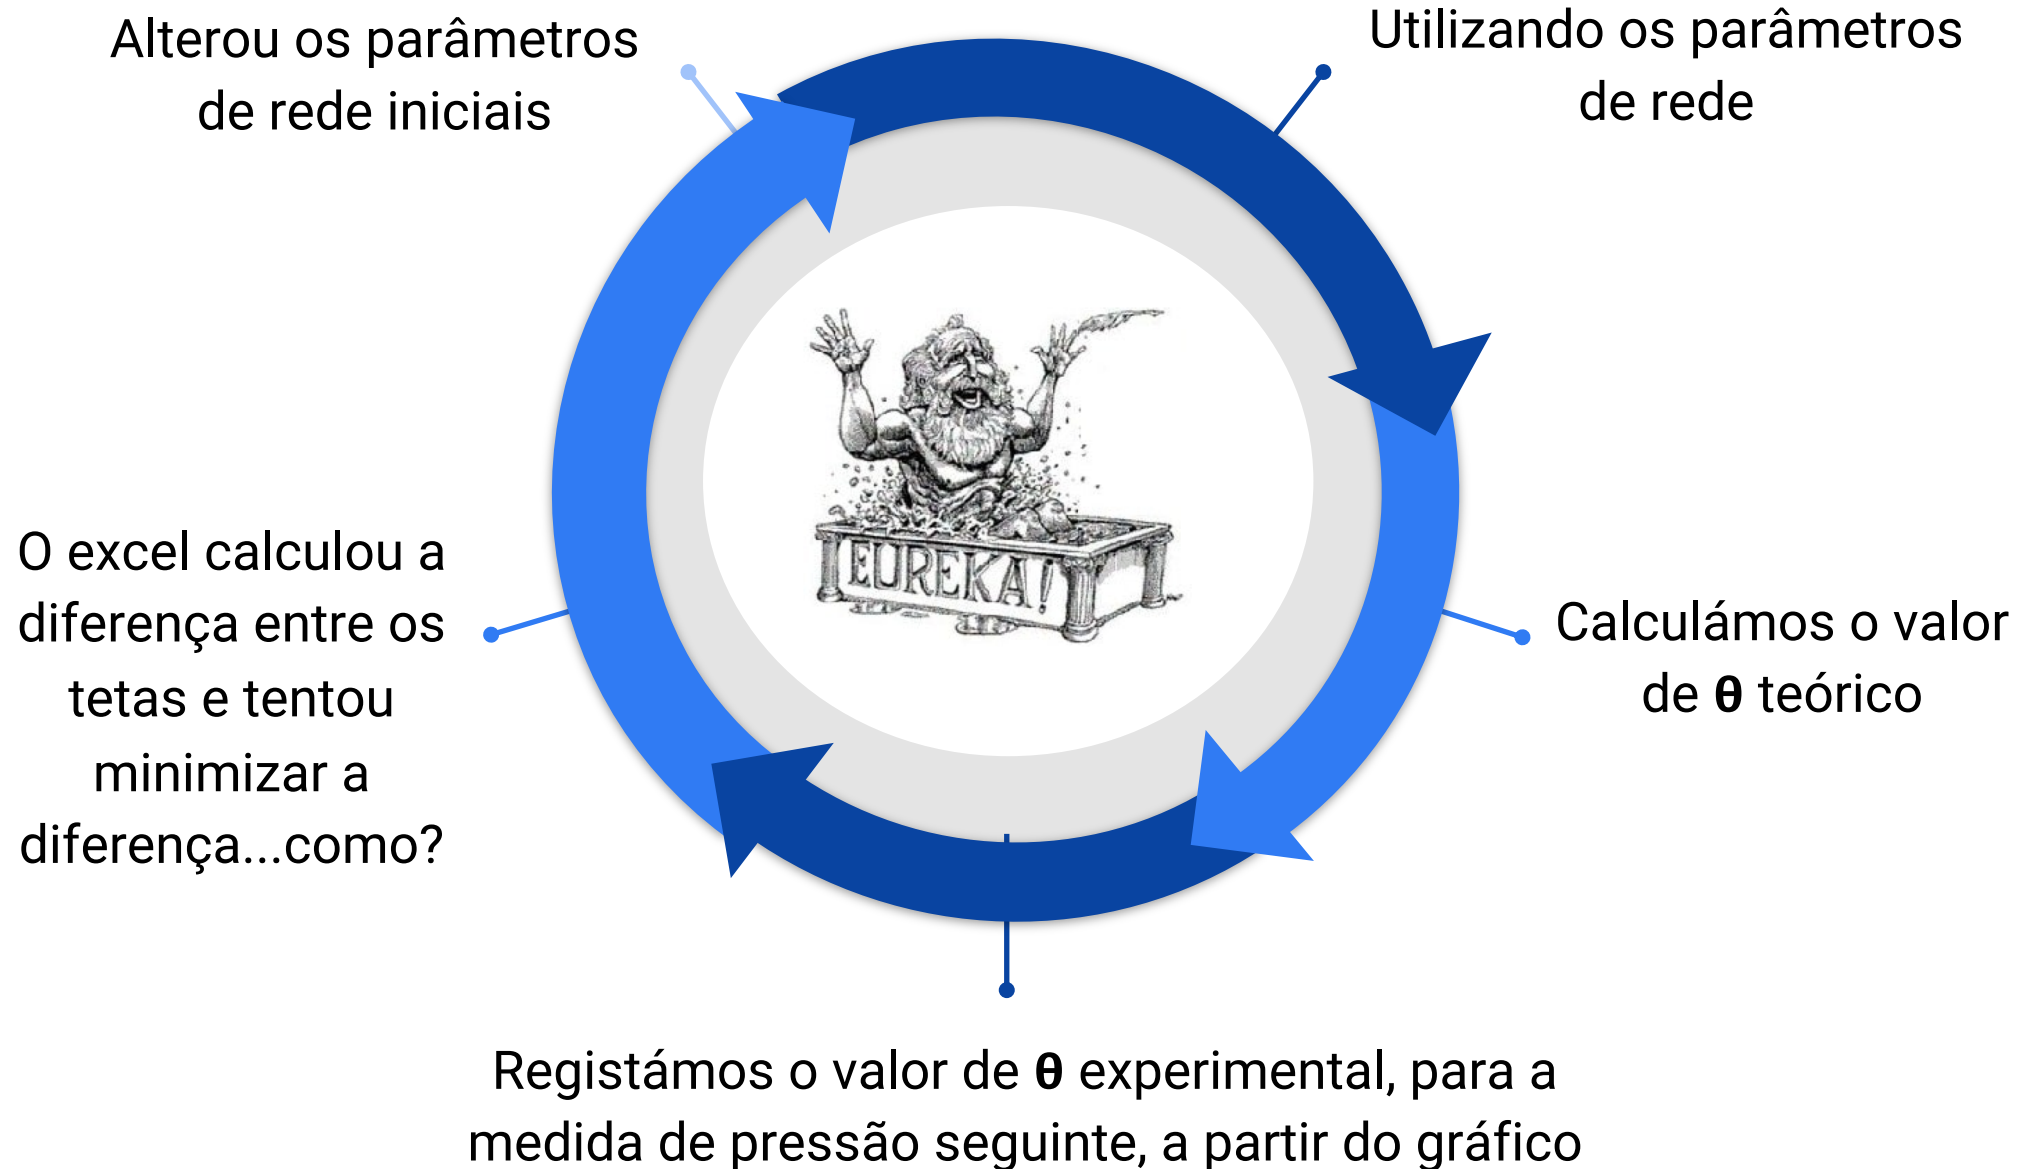 Alterou os parâmetros
de rede iniciais
Utilizando os parâmetros
de rede
EUREKA!
O excel calculou a
diferença entre os
tetas e tentou
minimizar a
diferença...como?
Calculámos o valor
de θ teórico
Registámos o valor de θ experimental, para a
medida de pressão seguinte, a partir do gráfico